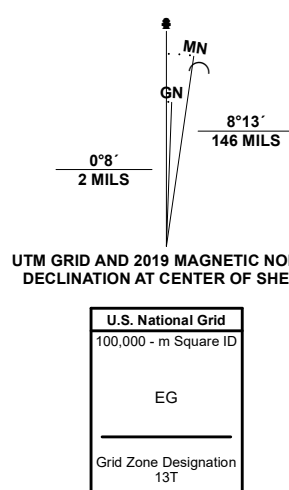 MN
GN
8°13´
146 MILS
0°8´
2 MILS
UTM GRID AND 2019 MAGNETIC NO
DECLINATION AT CENTER OF SHE
U.S. National Grid
100,000 - m Square ID
EG
Grid Zone Designation
13T